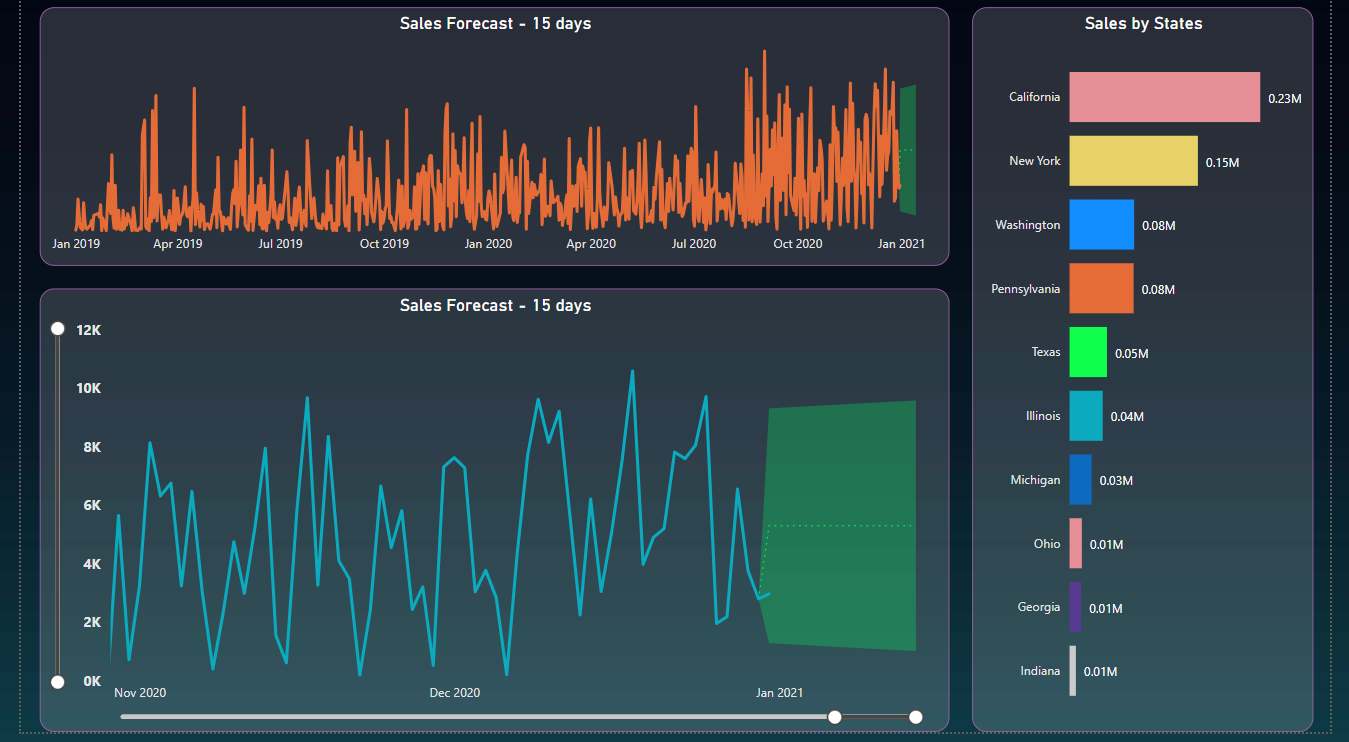 Sales Forecast - 15 days
Jan 2019 Apr 2019 Jul 2019 Oct 2019 Jan 2020 Apr 2020 Jul 2020 Oct 2020 Jan 2021
Sales Forecast - 15 days
12K
10K
8K
6K
4K
2K
0K
Nov 2020 Dec 2020 Jan 2021
Sales by States
California 0.23M
New York 0.15M
Washington 0.08M
Pennsylvania 0.08M
Texas 0.05M
Illinois 0.04M
Michigan 0.03M
Ohio 0.01M
Georgia 0.01M
Indiana 0.01M